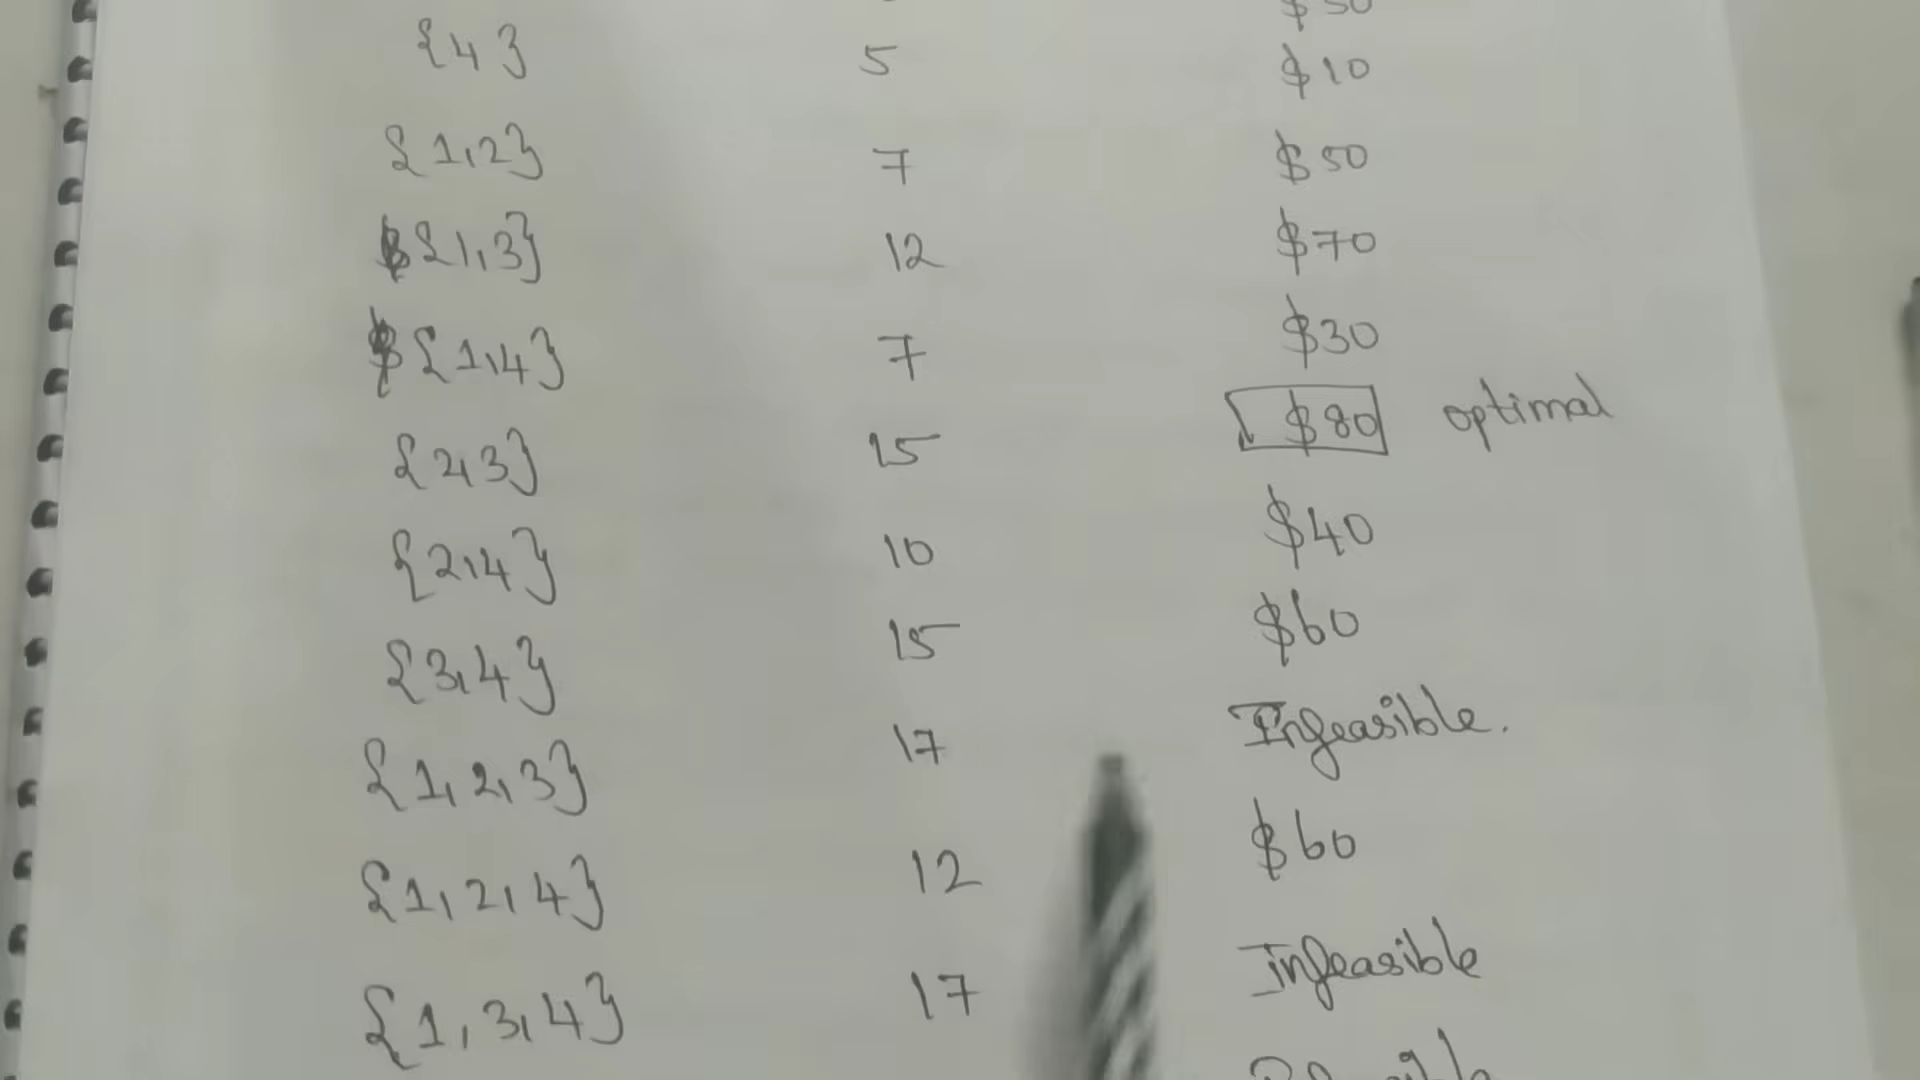 $50
{4} 5 $10
{1,2} 7 $50
{1,3} 12 $70
{1,4} 7 $30
{2,3} 15 $80 optimal
{2,4} 10 $40
{3,4} 15 $60
{1,2,3} 17 Infeasible.
{1,2,4} 12 $60
{1,3,4} 17 Infeasible